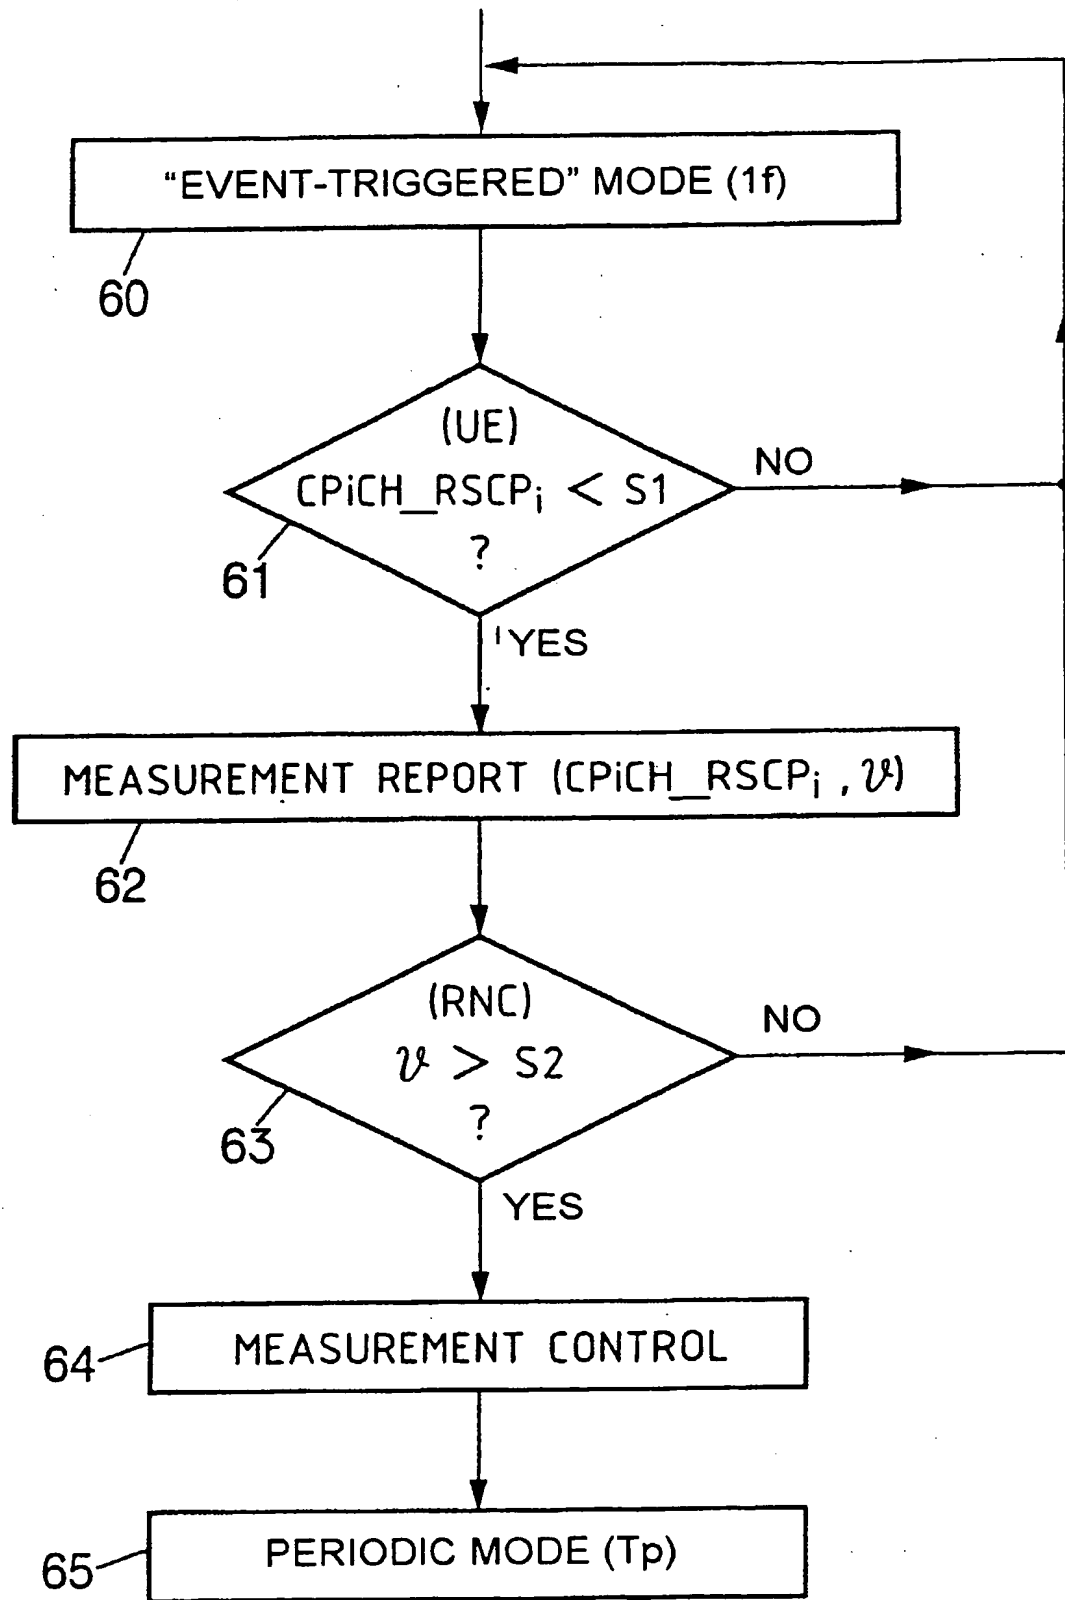 “EVENT-TRIGGERED” MODE (1f)
60
(UE)
CPiCH_RSCPi < S1
?
NO
61
YES
MEASUREMENT REPORT (CPiCH_RSCPi , ϑ)
62
(RNC)
ϑ > S2
?
NO
63
YES
MEASUREMENT CONTROL
64
PERIODIC MODE (Tp)
65